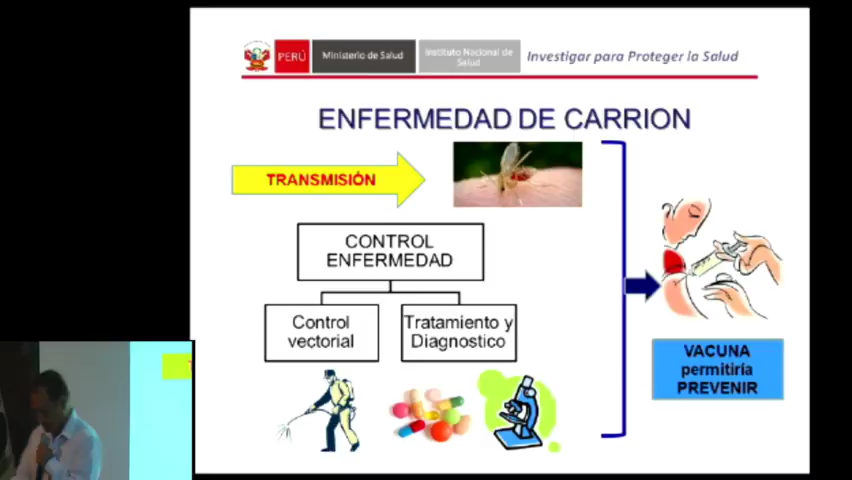 PERÚ
Ministerio de Salud
Instituto Nacional de
Salud
Investigar para Proteger la Salud
ENFERMEDAD DE CARRION
TRANSMISIÓN
CONTROL
ENFERMEDAD
Control
vectorial
Tratamiento y
Diagnostico
VACUNA
permitiría
PREVENIR